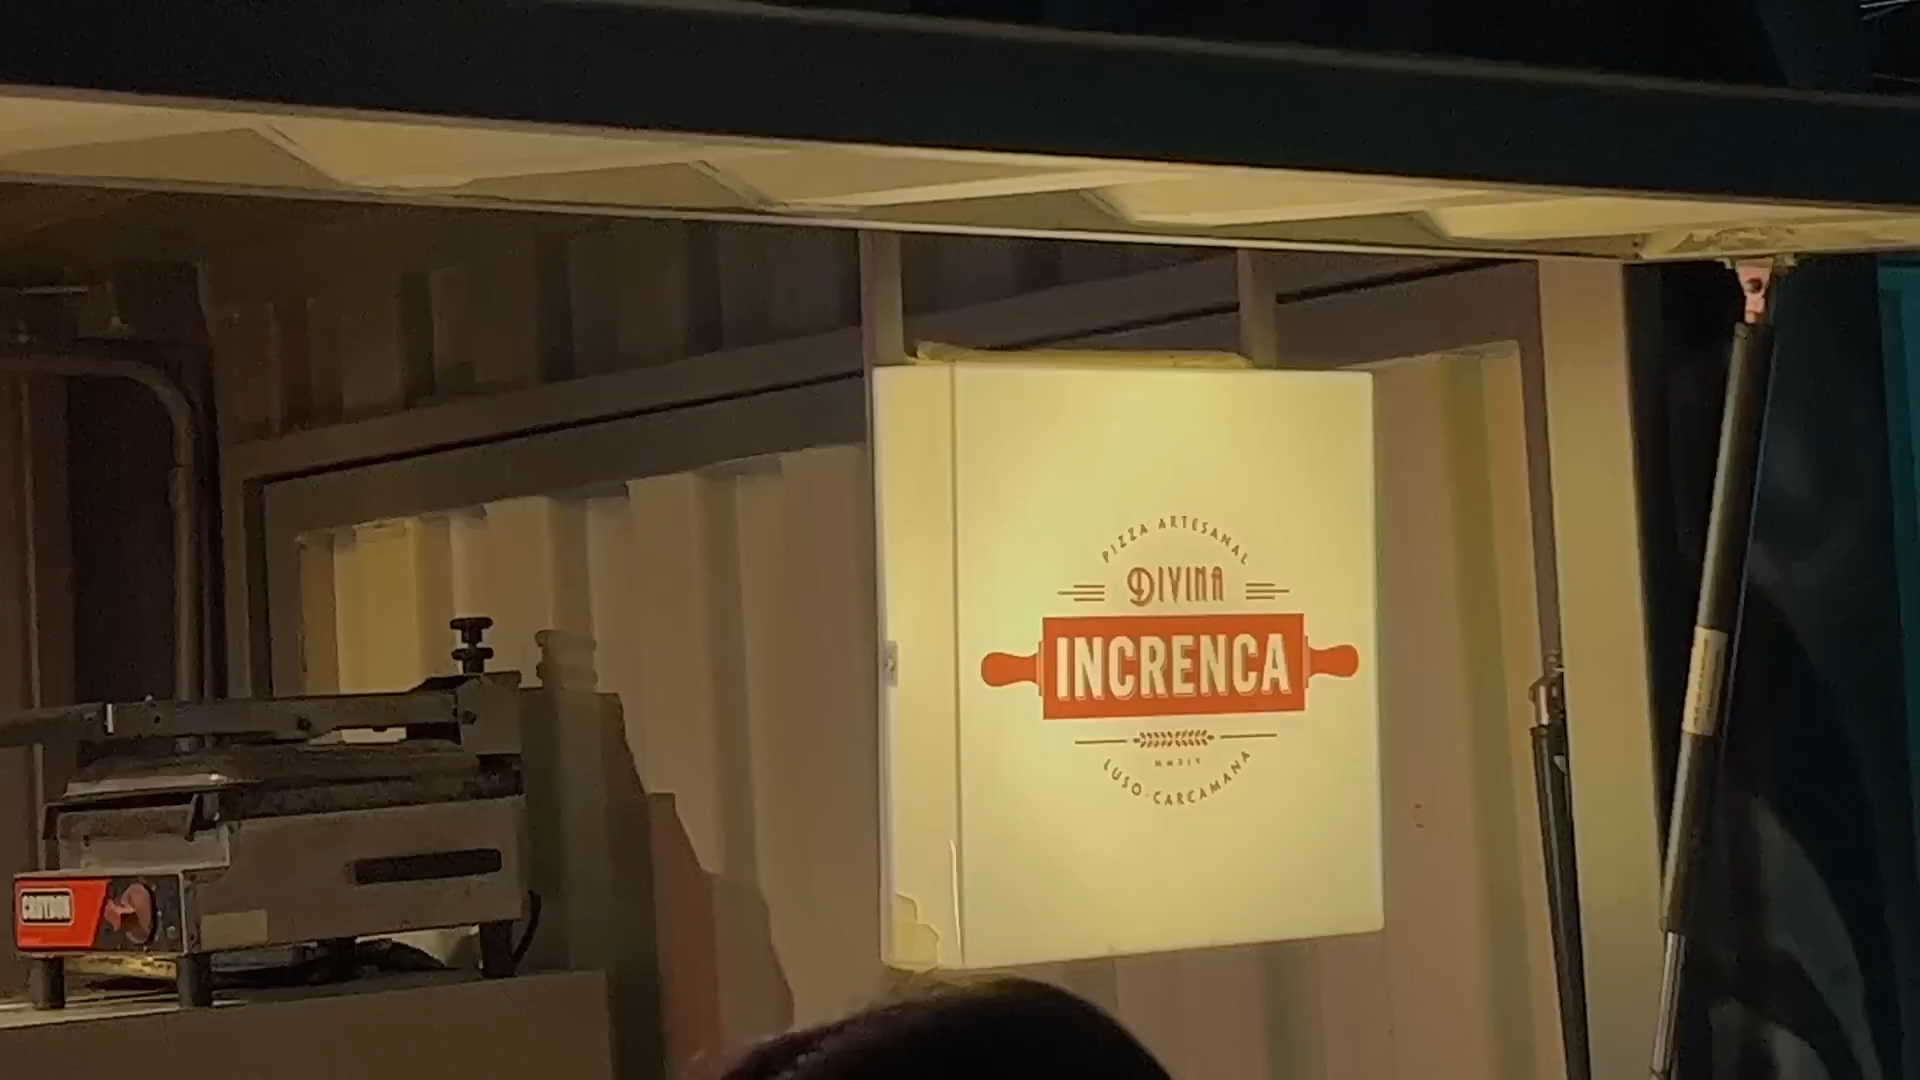 PIZZA ARTESANAL
DIVINA
INCRENCA
LUSO-CARCAMANA
CROYDON